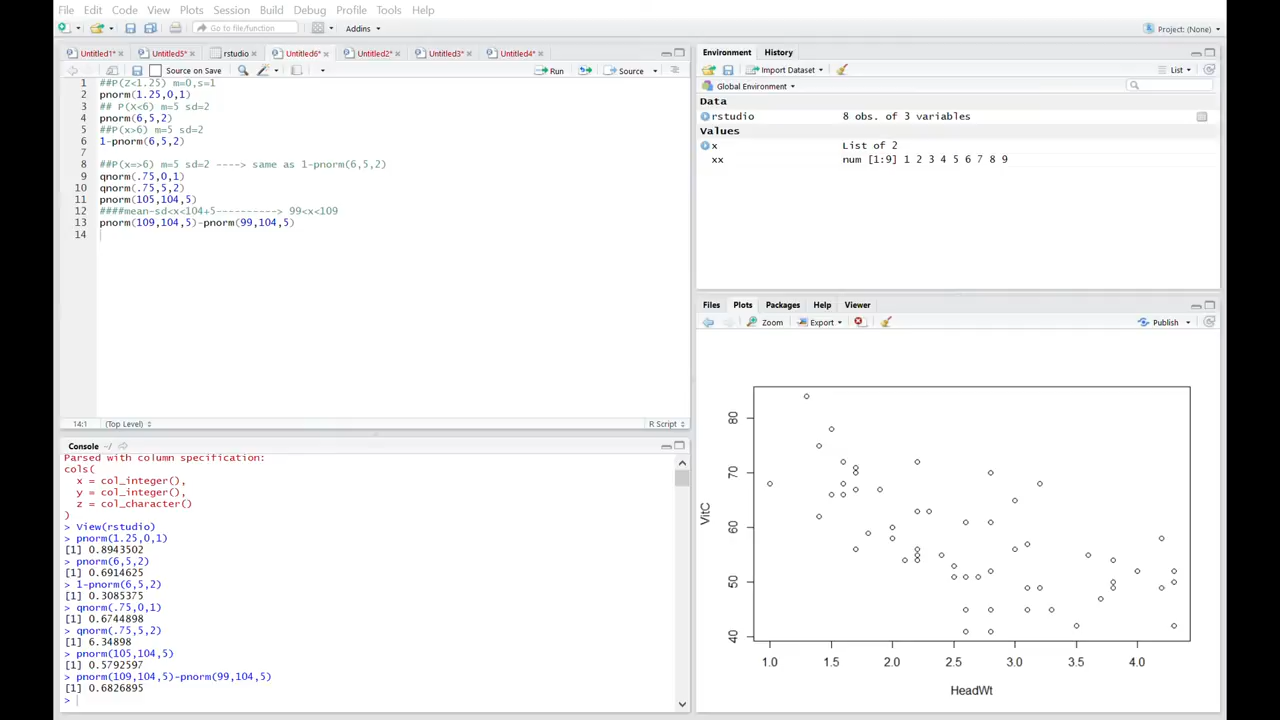 File Edit Code View Plots Session Build Debug Profile Tools Help
Go to file/function Addins Project: (None)
Untitled1* Untitled5* rstudio Untitled6* Untitled2* Untitled3* Untitled4*
Source on Save Run Source
1 ##P(Z<1.25) m=0,s=1
2 pnorm(1.25,0,1)
3 ## P(X<6) m=5 sd=2
4 pnorm(6,5,2)
5 ##P(x>6) m=5 sd=2
6 1-pnorm(6,5,2)
7
8 ##P(x=>6) m=5 sd=2 ----> same as 1-pnorm(6,5,2)
9 qnorm(.75,0,1)
10 qnorm(.75,5,2)
11 pnorm(105,104,5)
12 ####mean-sd<x<104+5----------> 99<x<109
13 pnorm(109,104,5)-pnorm(99,104,5)
14
14:1 (Top Level) R Script
Console ~/
Parsed with column specification:
cols(
x = col_integer(),
y = col_integer(),
z = col_character()
)
> View(rstudio)
> pnorm(1.25,0,1)
[1] 0.8943502
> pnorm(6,5,2)
[1] 0.6914625
> 1-pnorm(6,5,2)
[1] 0.3085375
> qnorm(.75,0,1)
[1] 0.6744898
> qnorm(.75,5,2)
[1] 6.34898
> pnorm(105,104,5)
[1] 0.5792597
> pnorm(109,104,5)-pnorm(99,104,5)
[1] 0.6826895
>
Environment History
Import Dataset List
Global Environment
Data
rstudio 8 obs. of 3 variables
Values
x List of 2
xx num [1:9] 1 2 3 4 5 6 7 8 9
Files Plots Packages Help Viewer
Zoom Export Publish
80
70
60
50
40
VitC
1.0 1.5 2.0 2.5 3.0 3.5 4.0
HeadWt